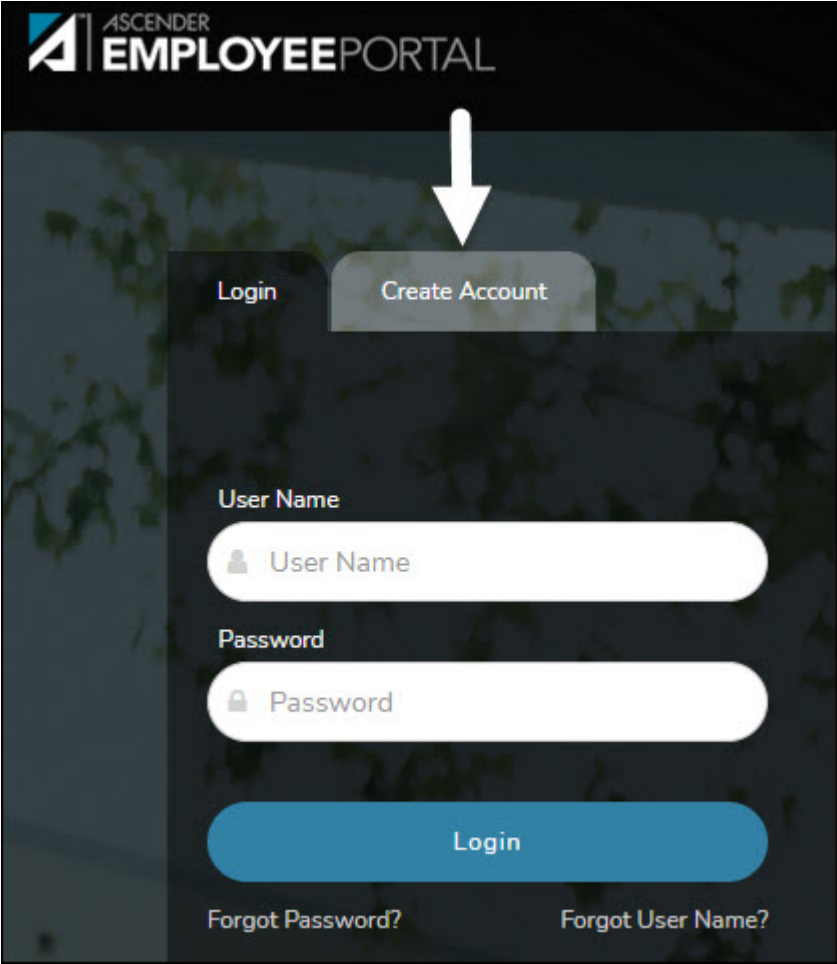 ASCENDER
EMPLOYEEPORTAL
Login
Create Account
User Name
User Name
Password
Password
Login
Forgot Password?
Forgot User Name?